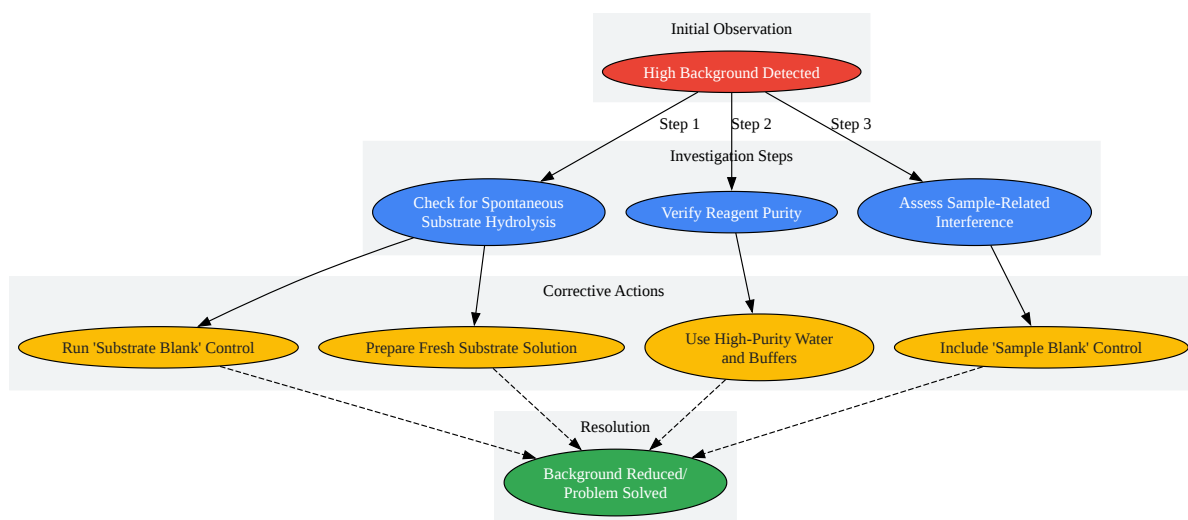 Initial Observation
High Background Detected
Step 1
Step 2
Step 3
Investigation Steps
Check for Spontaneous
Substrate Hydrolysis
Verify Reagent Purity
Assess Sample-Related
Interference
Corrective Actions
Run 'Substrate Blank' Control
Prepare Fresh Substrate Solution
Use High-Purity Water
and Buffers
Include 'Sample Blank' Control
Resolution
Background Reduced/
Problem Solved